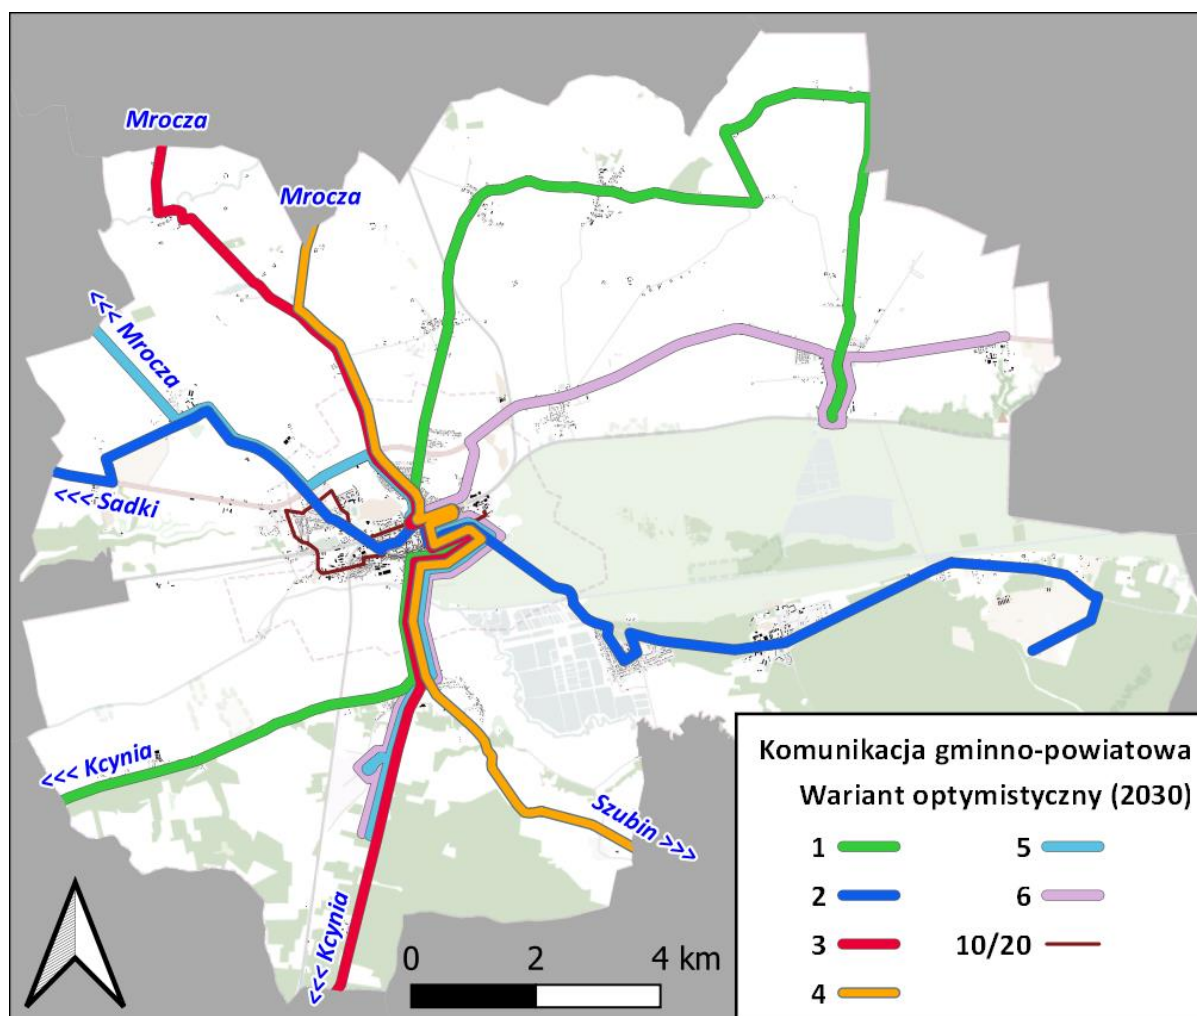 Mrocza
Mrocza
<<< Mrocza
<<< Sadki
<<< Kcynia
Szubin >>>
<<< Kcynia
0 2 4 km
Komunikacja gminno-powiatowa
Wariant optymistyczny (2030)
1 5
2 6
3 10/20
4